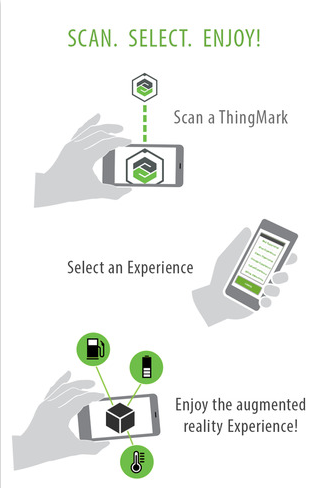 SCAN. SELECT. ENJOY!
Scan a ThingMark
Select an Experience
Enjoy the augmented
reality Experience!